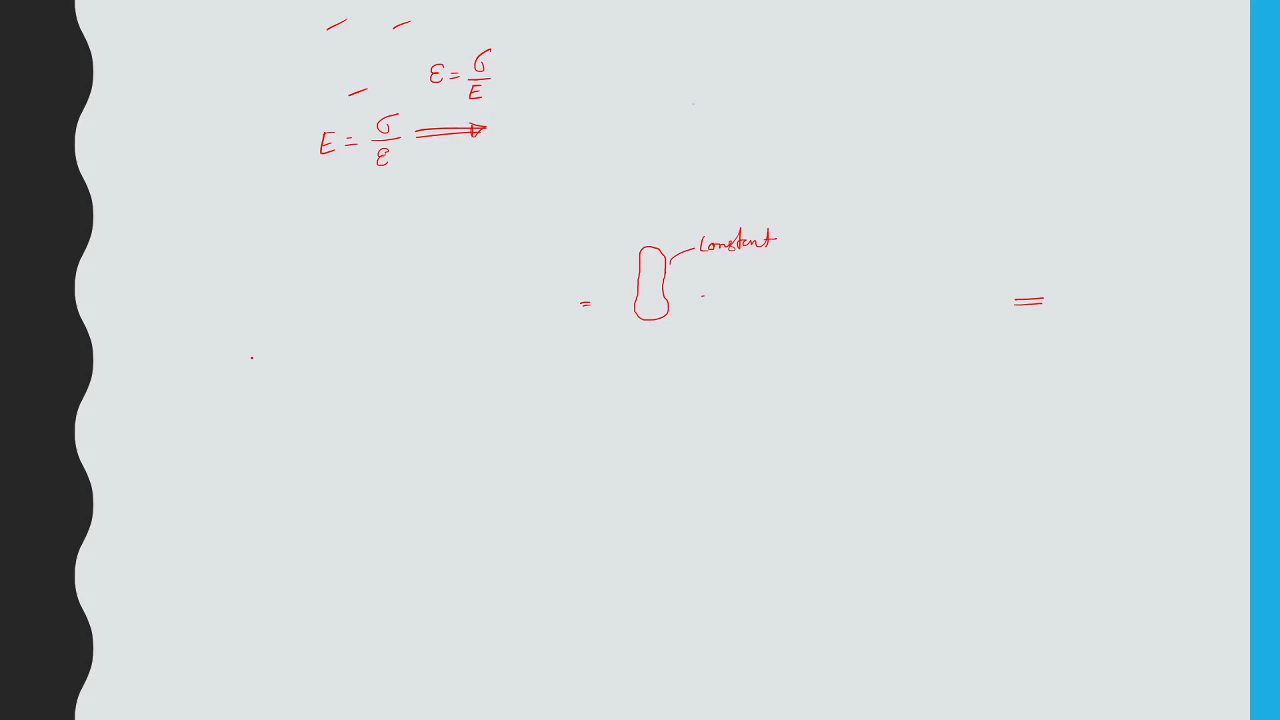 ε = σ/E
E = σ/ε ⇒
constant
=
=